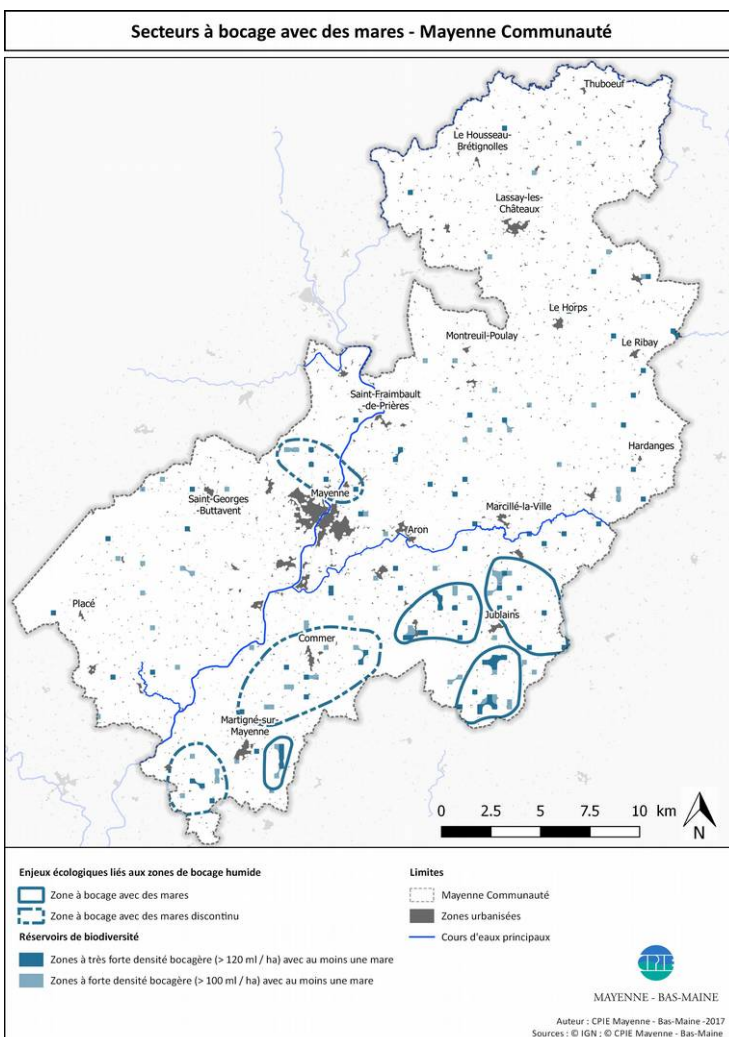 Secteurs à bocage avec des mares - Mayenne Communauté
Thuboeuf
Le Housseau-
Brétignolles
Lassay-les-
Châteaux
Le Horps
Montreuil-Poulay
Le Ribay
Saint-Fraimbault
-de-Prières
Hardanges
Saint-Georges
-Buttavent
Mayenne
Marcillé-la-Ville
Aron
Placé
Jublains
Commer
Martigné-sur-
Mayenne
0 2.5 5 7.5 10 km
N
Enjeux écologiques liés aux zones de bocage humide
Zone à bocage avec des mares
Zone à bocage avec des mares discontinu
Réservoirs de biodiversité
Zones à très forte densité bocagère (> 120 ml / ha) avec au moins une mare
Zones à forte densité bocagère (> 100 ml / ha) avec au moins une mare
Limites
Mayenne Communauté
Zones urbanisées
Cours d'eaux principaux
CPIE
MAYENNE - BAS-MAINE
Auteur : CPIE Mayenne - Bas-Maine -2017
Sources : © IGN ; © CPIE Mayenne - Bas-Maine